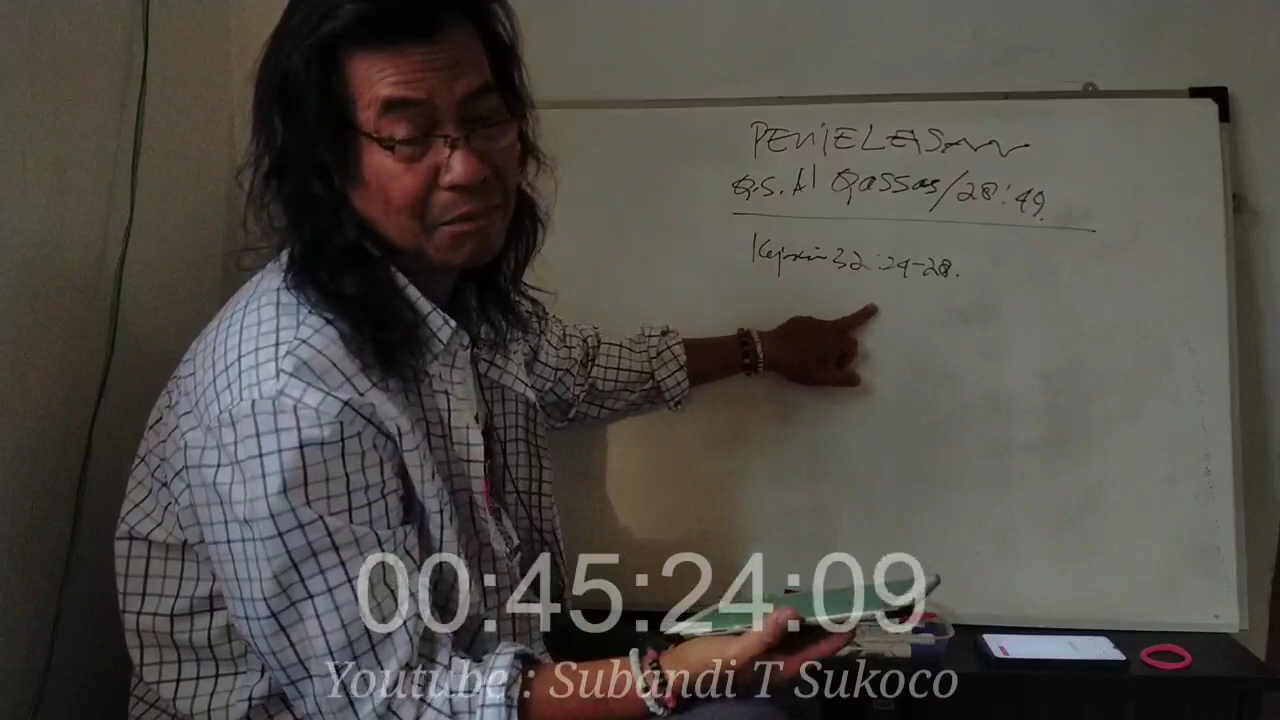 PENJELASAN
Q.S. Al Qassas/28:49.
Kejadian 32:24-28.
00:45:24:09
Youtube : Subandi T Sukoco